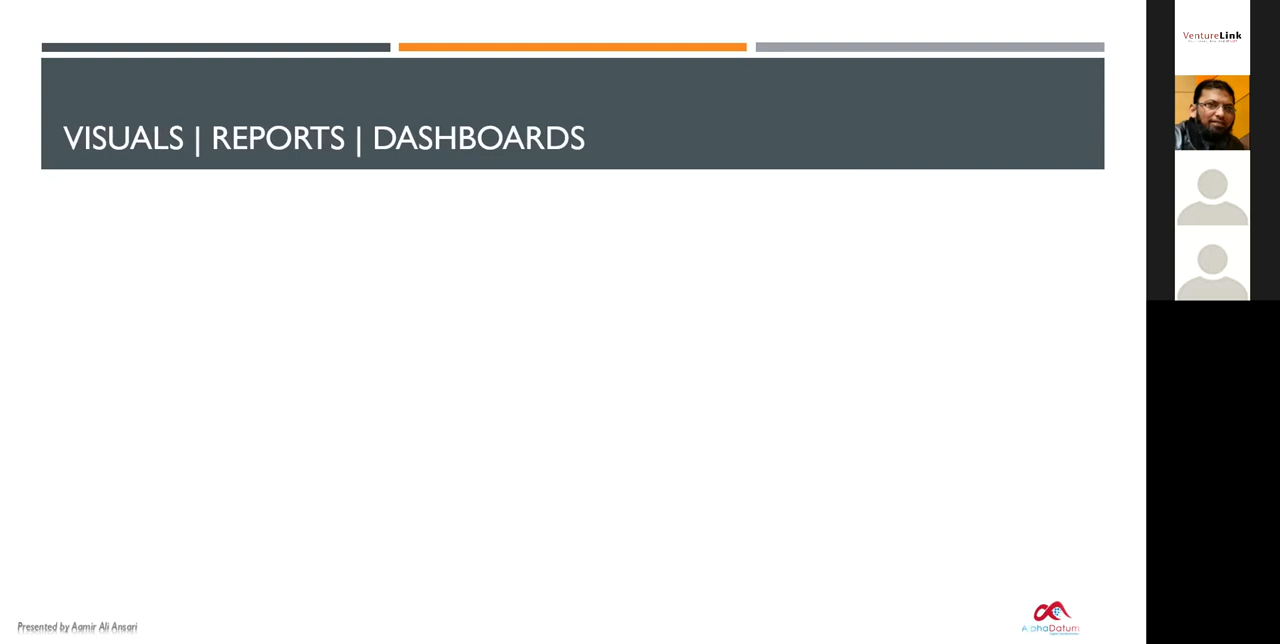 VentureLink
VISUALS | REPORTS | DASHBOARDS
Presented by Aamir Ali Ansari
AlphaDatum